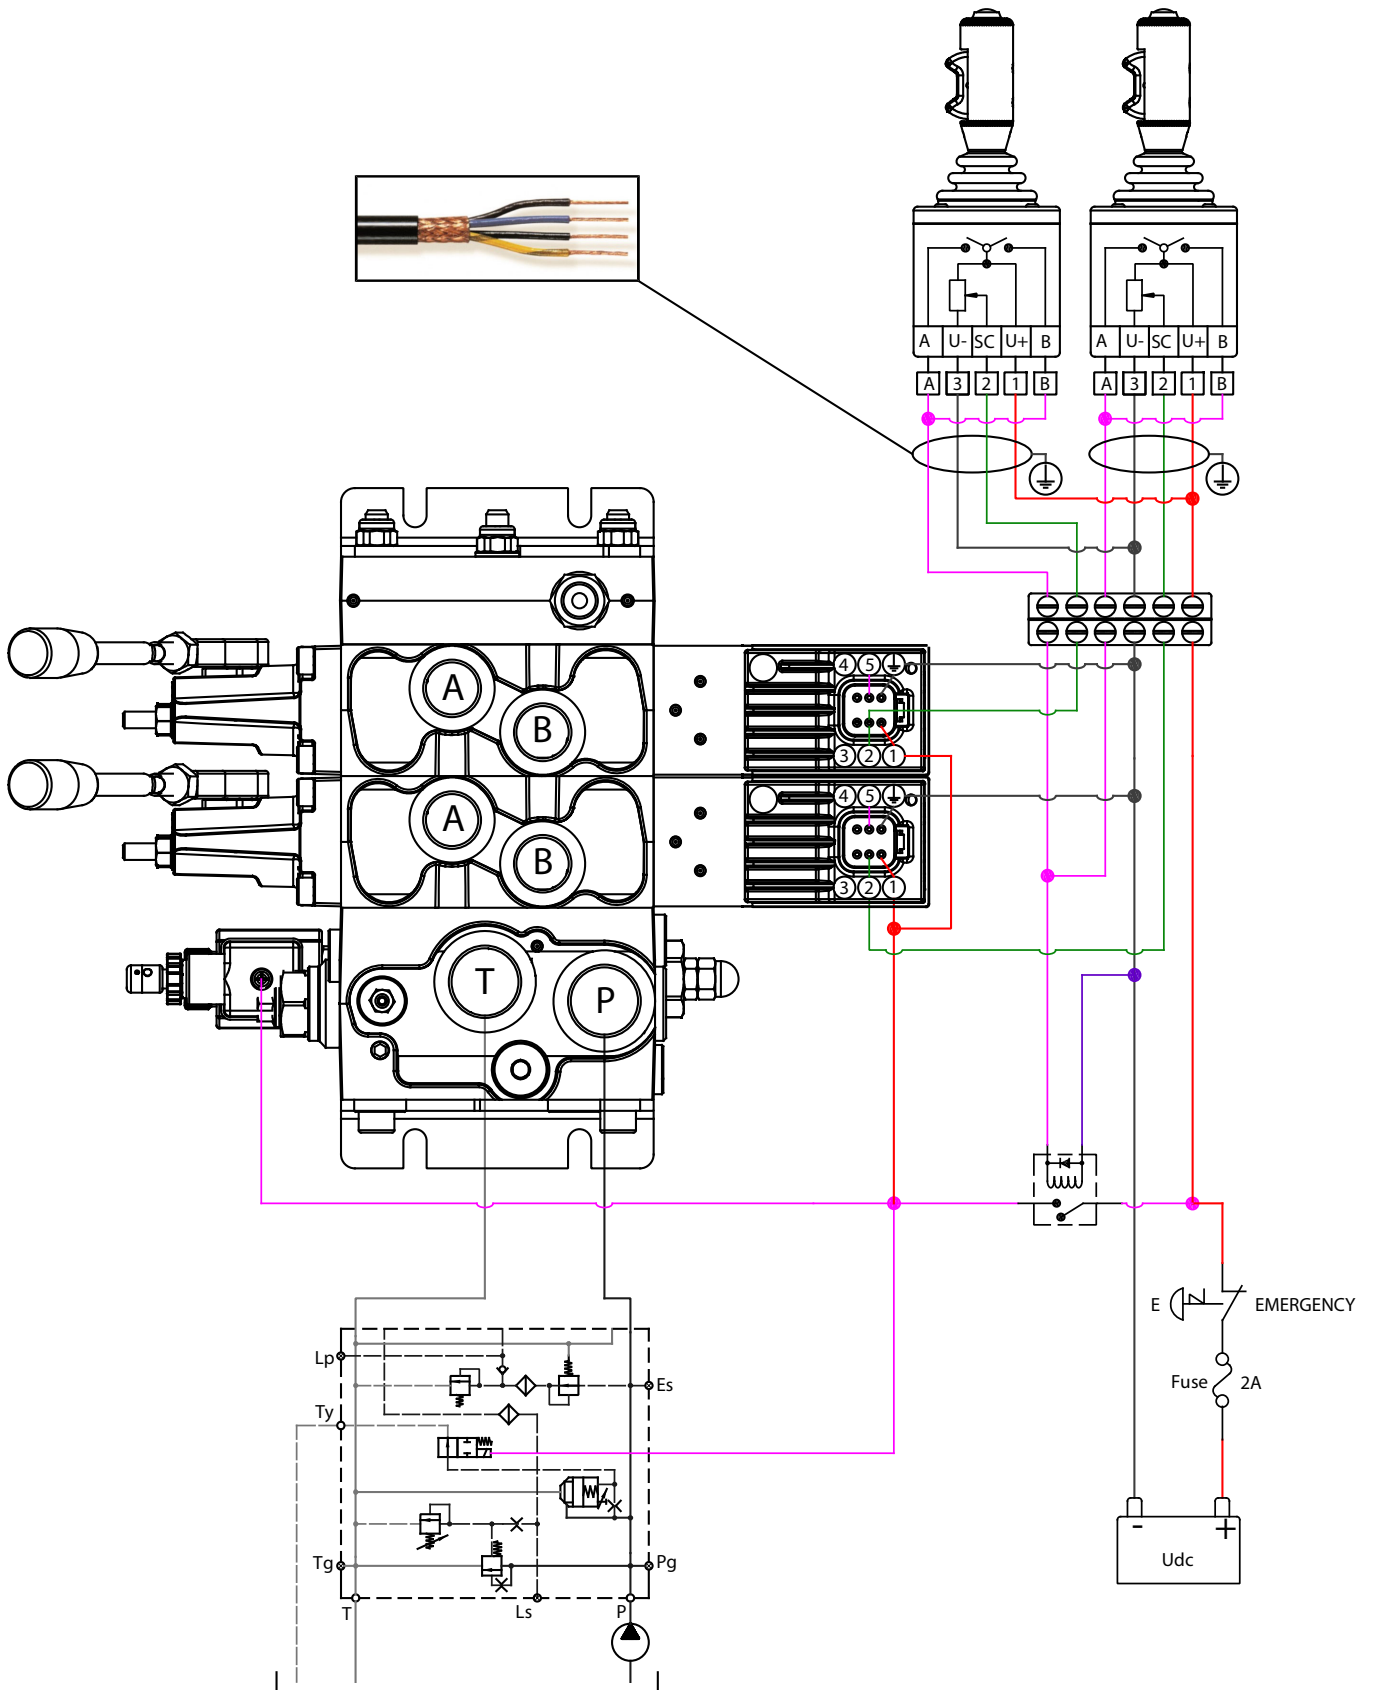 A U- SC U+ B
A U- SC U+ B
A 3 2 1 B
A 3 2 1 B
4 5
A
B
3 2 1
4 5
A
B
3 2 1
T
P
E EMERGENCY
Fuse 2A
Lp
Es
Ty
Tg
Pg
T
Ls
P
- +
Udc